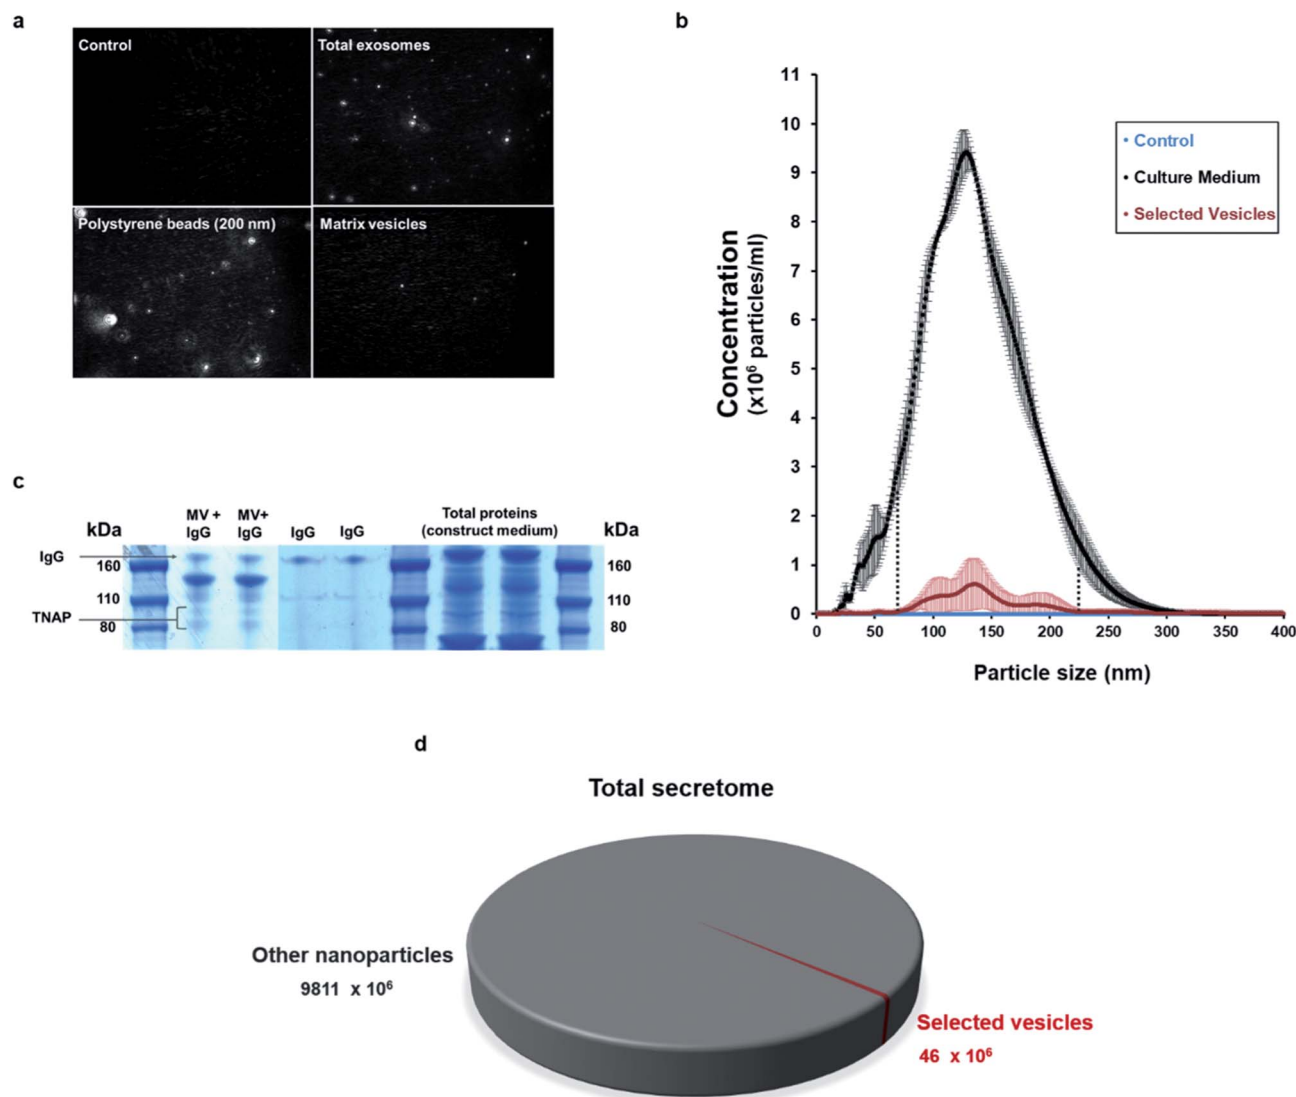 a
Control
Total exosomes
Polystyrene beads (200 nm)
Matrix vesicles
b
11
10
9
8
7
6
5
4
3
2
1
0
Concentration
(x10⁶ particles/ml)
• Control
• Culture Medium
• Selected Vesicles
0 50 100 150 200 250 300 350 400
Particle size (nm)
c
kDa
MV +
IgG
MV+
IgG
IgG
IgG
Total proteins
(construct medium)
kDa
IgG
160
110
TNAP
80
160
110
80
d
Total secretome
Other nanoparticles
9811 x 10⁶
Selected vesicles
46 x 10⁶